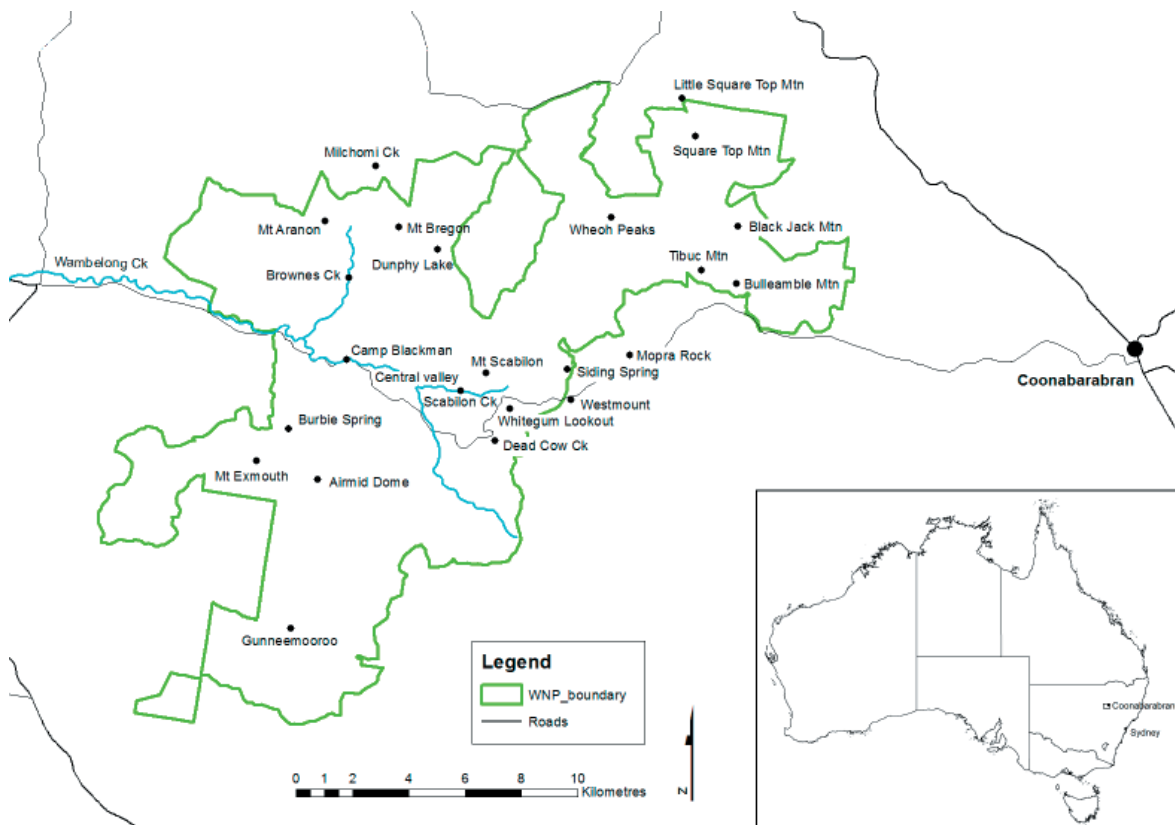 Little Square Top Mtn
Square Top Mtn
Milchomi Ck
Mt Aranon
Mt Bregon
Wheoh Peaks
Black Jack Mtn
Dunphy Lake
Wambelong Ck
Brownes Ck
Tibuc Mtn
Bulleamble Mtn
Camp Blackman
Mt Scabilon
Mopra Rock
Siding Spring
Central valley
Scabilon Ck
Westmount
Coonabarabran
Whitegum Lookout
Burbie Spring
Dead Cow Ck
Mt Exmouth
Airmid Dome
Gunneemooroo
Legend
WNP_boundary
Roads
0 1 2 4 6 8 10
Kilometres
N
Coonabarabran
Sydney